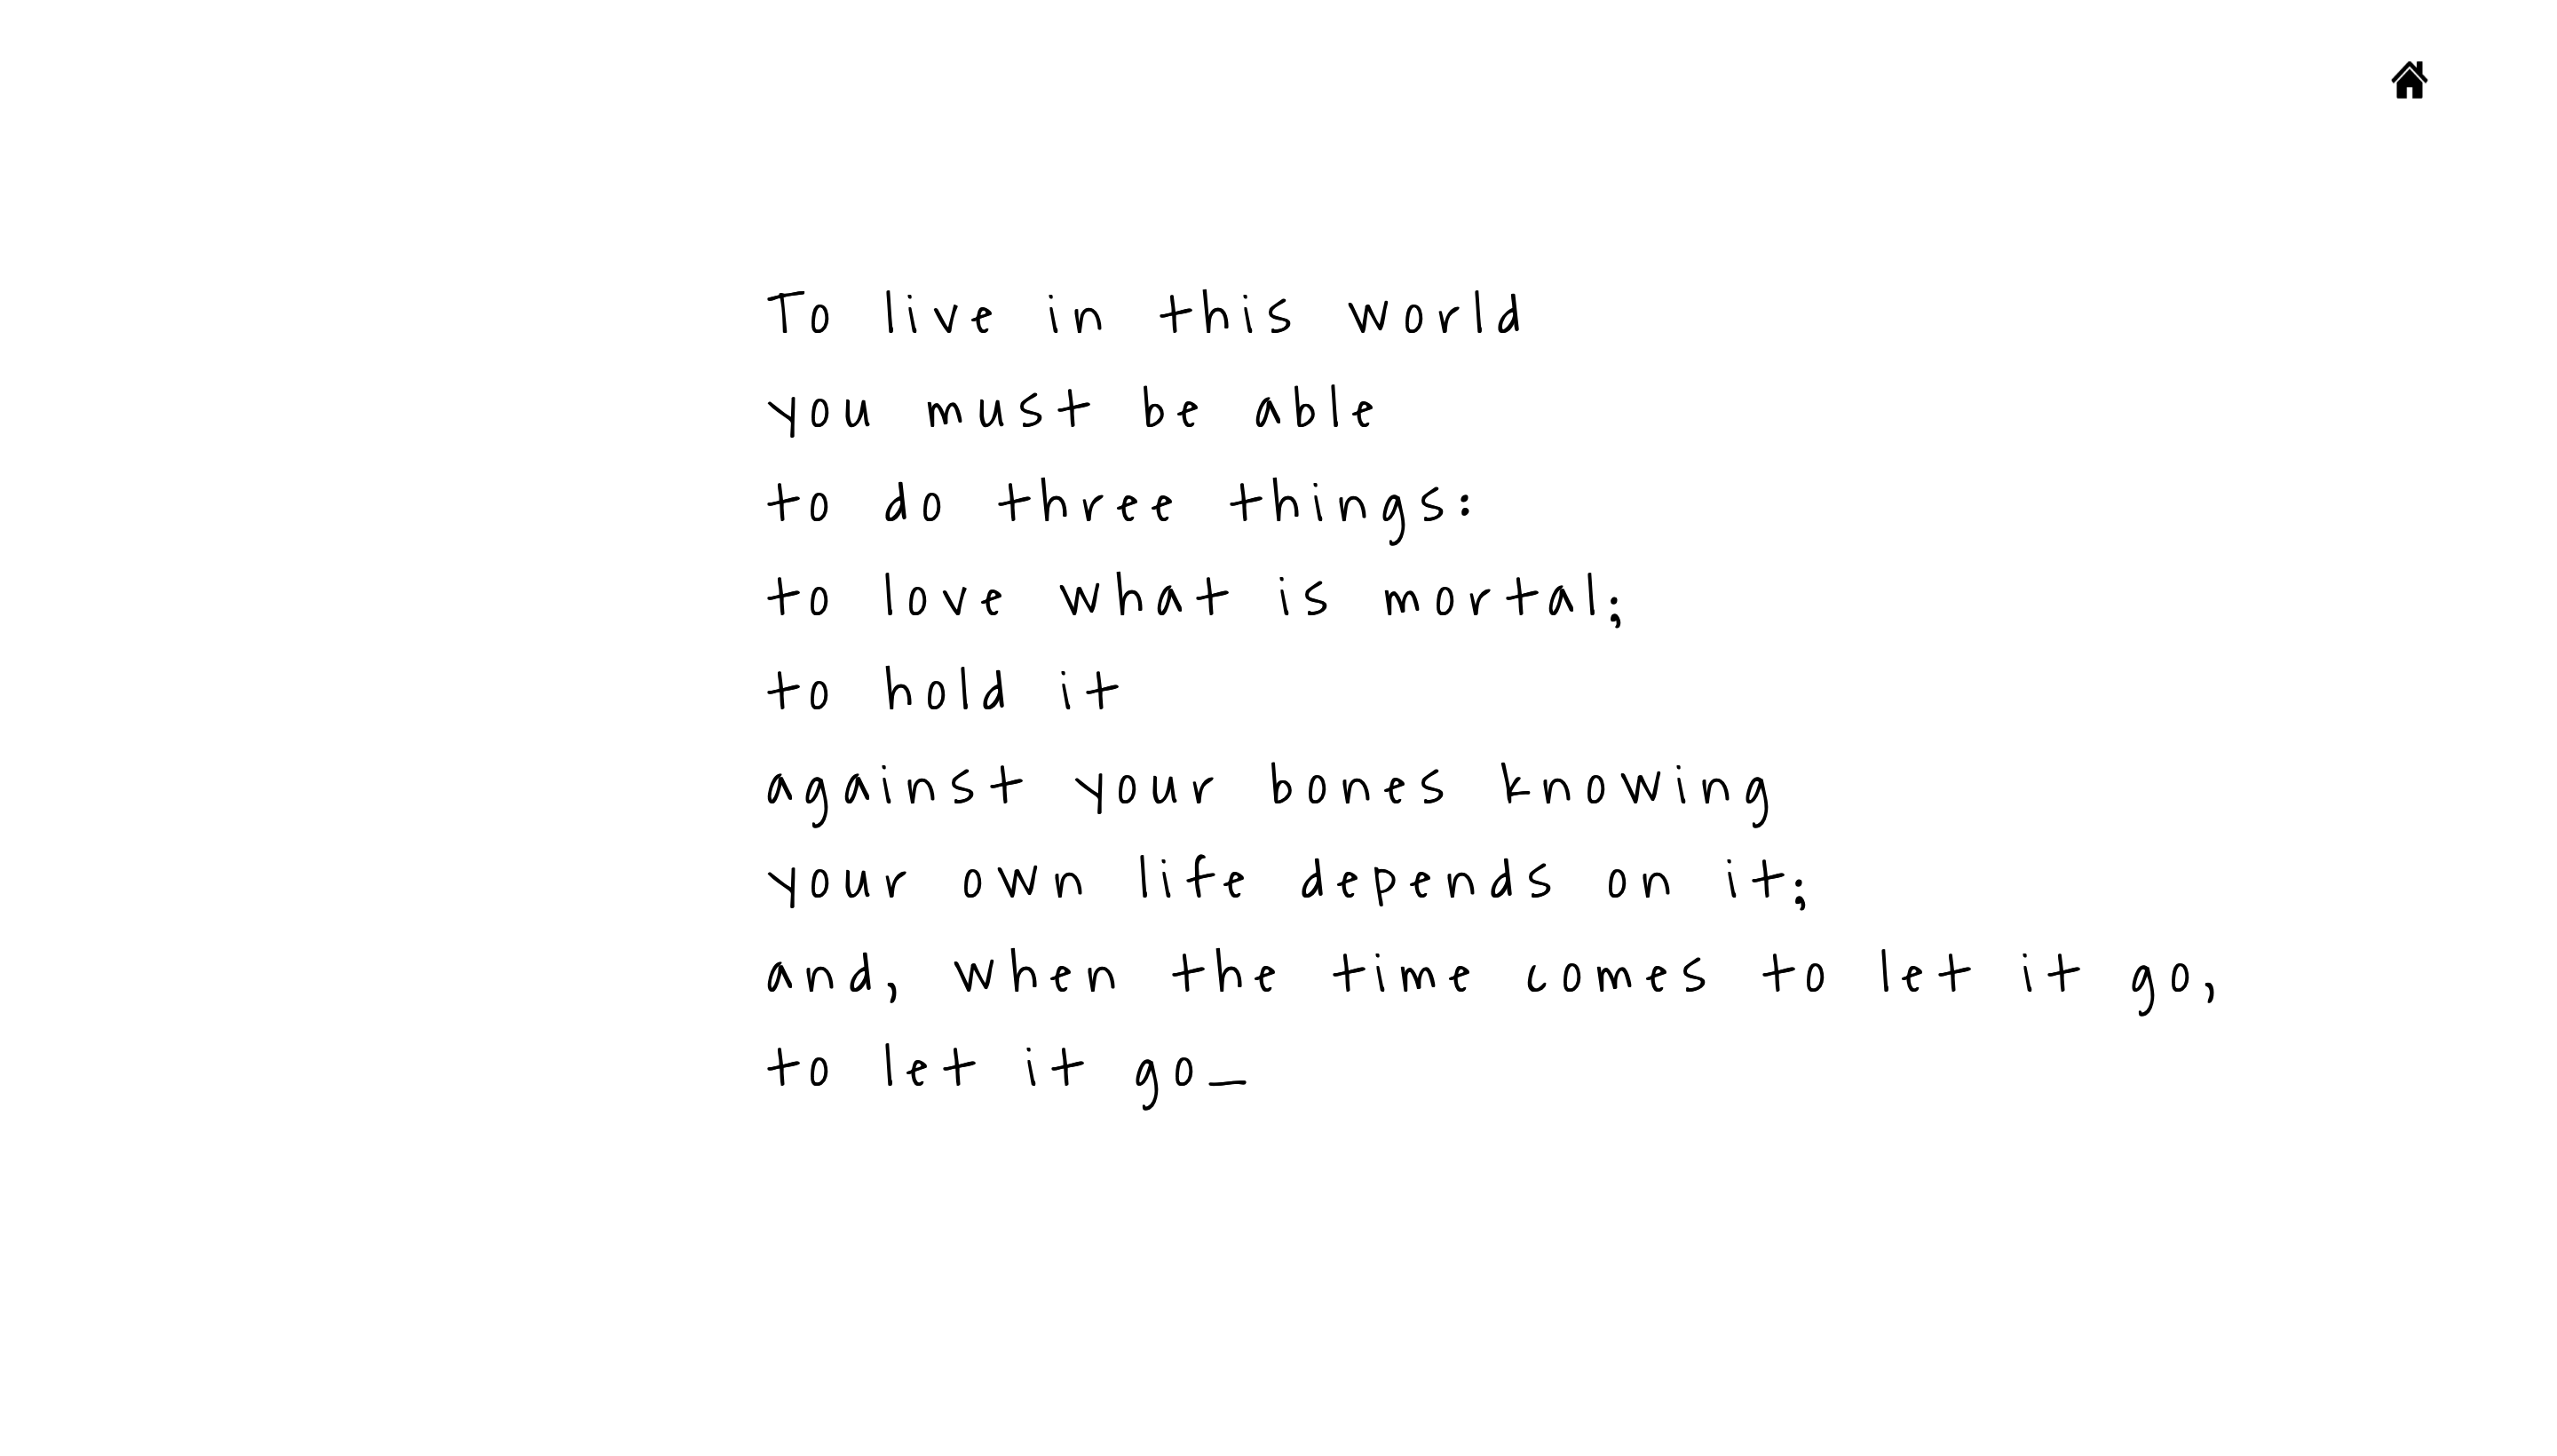 To live in this world
you must be able
to do three things:
to love what is mortal;
to hold it
against your bones knowing
your own life depends on it;
and, when the time comes to let it go,
to let it go_